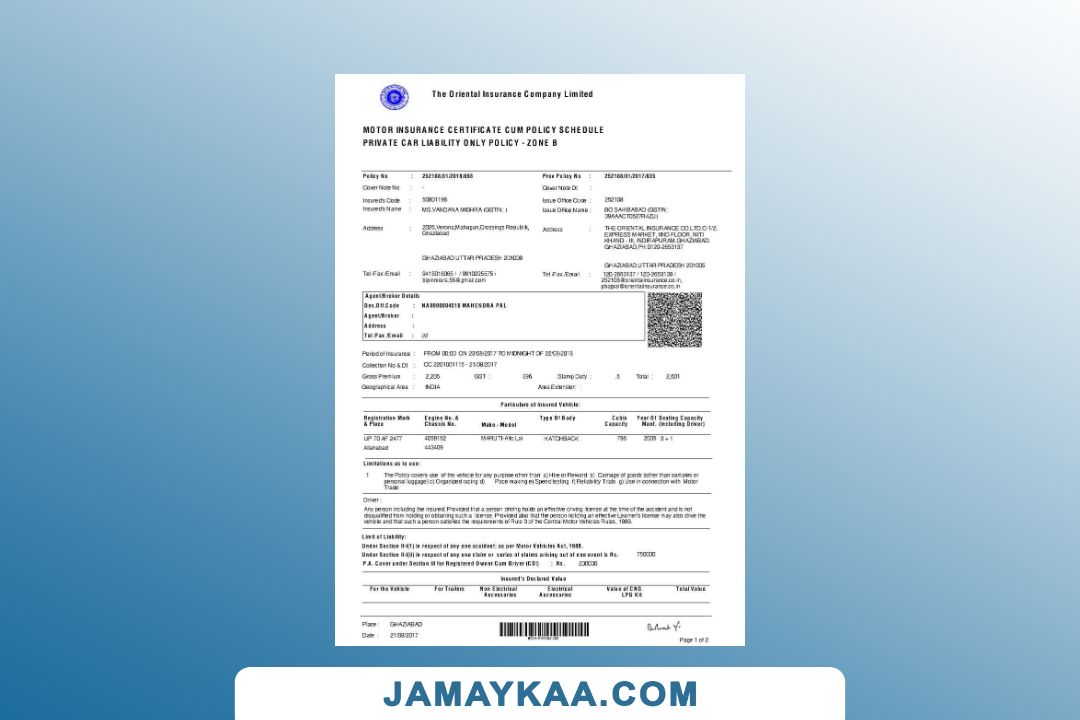 The Oriental Insurance Company Limited
MOTOR INSURANCE CERTIFICATE CUM POLICY SCHEDULE
PRIVATE CAR LIABILITY ONLY POLICY - ZONE B
Policy No : 252108/31/2018/893 Prev Policy No : 252108/31/2017/835
Cover Note No : - Cover Note Dt :
Insured's Code : 50801196 Issue Office Code : 252108
Insured's Name : MS.VANDANA MISHRA (GSTIN: ) Issue Office Name : BO SAHIBABAD (GSTIN:
Address : 2026,Verona,Mahagun,Crossings Republik, Ghaziabad Address : THE ORIENTAL INSURANCE CO.LTD,C-1/2,
EXPRESS MARKET, IIND FLOOR, NITI
KHAND - III, INDIRAPURAM,GHAZIABAD.
GHAZIABAD,PH:0120-2653137
GHAZIABAD UTTAR PRADESH 201009 GHAZIABAD UTTAR PRADESH 201005
Tel /Fax /Email : Tel /Fax /Email : 120-2653137 / 120-2653138 /
252108@orientalinsurance.co.in,
Agent/Broker Details
Dev.Off.Code : MAHENDRA PAL
Agent/Broker :
Address :
Tel /Fax /Email : ///
Period of Insurance : FROM 00:00 ON 23/08/2017 TO MIDNIGHT OF 22/08/2018
Collection No & Dt : CC 2201001115 - 21/08/2017
Gross Premium : 2,205 GST : 396 Stamp Duty : .5 Total : 2,601
Geographical Area : INDIA Area Extension :
Particulars of Insured Vehicle:
Registration Mark & Place Engine No. & Chassis No. Make - Model Type Of Body Cubic Capacity Year Of Manf. Seating Capacity (Including Driver)
UP 70 AF 2477 4059162 MARUTI-Alto Lxi HATCHBACK 796 2006 3 + 1
Allahabad 443409
Limitations as to use:
1 The Policy covers use of the vehicle for any purpose other than a) Hire or Reward b) Carriage of goods (other than samples or
personal luggage) c) Organized racing d) Pace making e) Speed testing f) Reliability Trials g) Use in connection with Motor
Trade
Driver :
Any person including the insured; Provided that a person driving holds an effective driving license at the time of the accident and is not
disqualified from holding or obtaining such a license. Provided also that the person holding an effective Learner's license may also drive the
vehicle and that such a person satisfies the requirements of Rule 3 of the Central Motor Vehicles Rules, 1989.
Limit of Liability:
Under Section II-I(1) in respect of any one accident, as per Motor Vehicles Act, 1988.
Under Section II-I(ii) in respect of any one claim or series of claims arising out of one event is Rs. 750000
P.A. Cover under Section III for Registered Owner Cum Driver (CSI) : Rs. 200000
Insured's Declared Value
For the Vehicle For Trailers Non Electrical Accessories Electrical Accessories Value of CNG LPG Kit Total Value
Place : GHAZIABAD
Date : 21/08/2017
Page 1 of 2
JAMAYKAA.COM